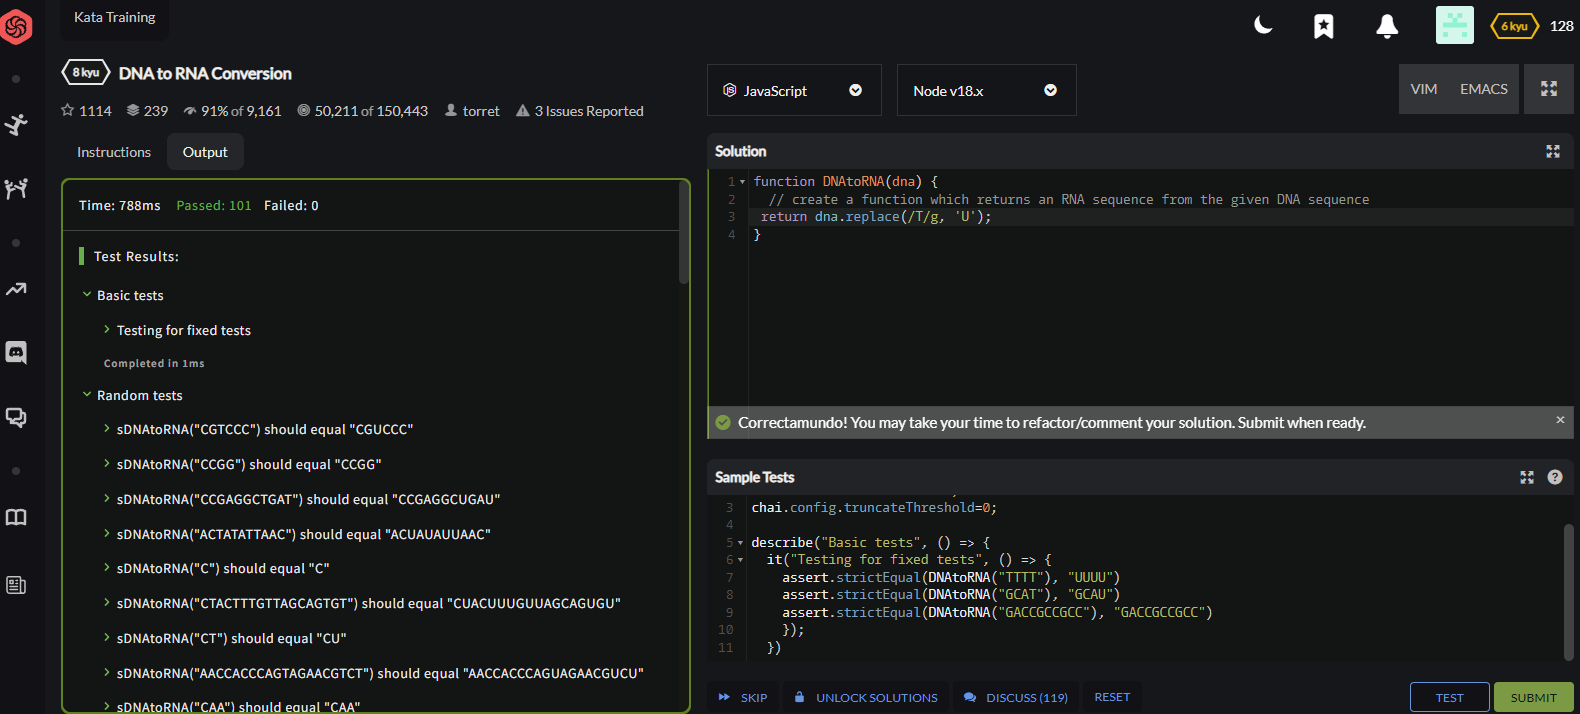 Kata Training
6 kyu
128
8 kyu
DNA to RNA Conversion
1114
239
91% of 9,161
50,211 of 150,443
torret
3 Issues Reported
Instructions
Output
Time: 788ms Passed: 101 Failed: 0
Test Results:
Basic tests
Testing for fixed tests
Completed in 1ms
Random tests
sDNAtoRNA("CGTCCC") should equal "CGUCCC"
sDNAtoRNA("CCGG") should equal "CCGG"
sDNAtoRNA("CCGAGGCTGAT") should equal "CCGAGGCUGAU"
sDNAtoRNA("ACTATATTAAC") should equal "ACUAUAUUAAC"
sDNAtoRNA("C") should equal "C"
sDNAtoRNA("CTACTTTGTTAGCAGTGT") should equal "CUACUUUGUUAGCAGUGU"
sDNAtoRNA("CT") should equal "CU"
sDNAtoRNA("AACCACCCAGTAGAACGTCT") should equal "AACCACCCAGUAGAACGUCU"
sDNAtoRNA("CAA") should equal "CAA"
JavaScript
Node v18.x
VIM
EMACS
Solution
1 function DNAtoRNA(dna) {
2 // create a function which returns an RNA sequence from the given DNA sequence
3 return dna.replace(/T/g, 'U');
4 }
Correctamundo! You may take your time to refactor/comment your solution. Submit when ready.
×
Sample Tests
?
3 chai.config.truncateThreshold=0;
4
5 describe("Basic tests", () => {
6 it("Testing for fixed tests", () => {
7 assert.strictEqual(DNAtoRNA("TTTT"), "UUUU")
8 assert.strictEqual(DNAtoRNA("GCAT"), "GCAU")
9 assert.strictEqual(DNAtoRNA("GACCGCCGCC"), "GACCGCCGCC")
10 });
11 })
SKIP
UNLOCK SOLUTIONS
DISCUSS (119)
RESET
TEST
SUBMIT